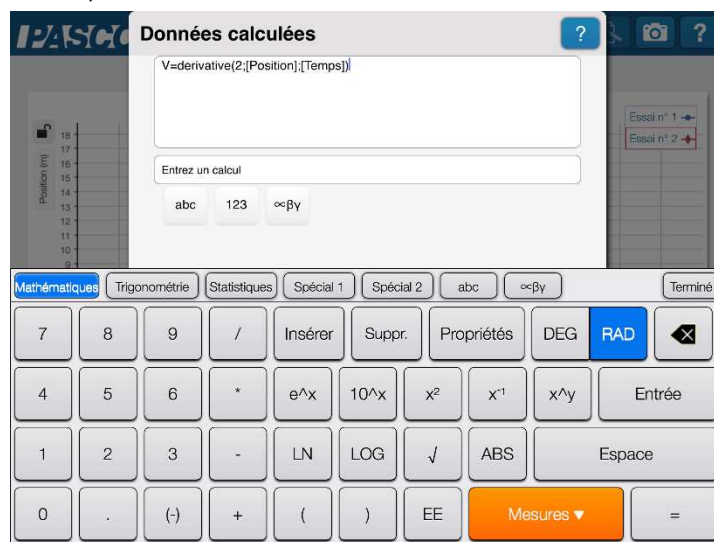 PASCO
Données calculées
?
?
V=derivative(2;[Position];[Temps])
Essai n° 1
Essai n° 2
Position (m)
18
17
16
15
14
13
12
11
10
9
Entrez un calcul
abc 123 ∝βγ
Mathématiques Trigonométrie Statistiques Spécial 1 Spécial 2 abc ∝βγ Terminé
7 8 9 / Insérer Suppr. Propriétés DEG RAD
4 5 6 * e^x 10^x x² x⁻¹ x^y Entrée
1 2 3 - LN LOG √ ABS Espace
0 . (-) + ( ) EE Mesures ▼ =